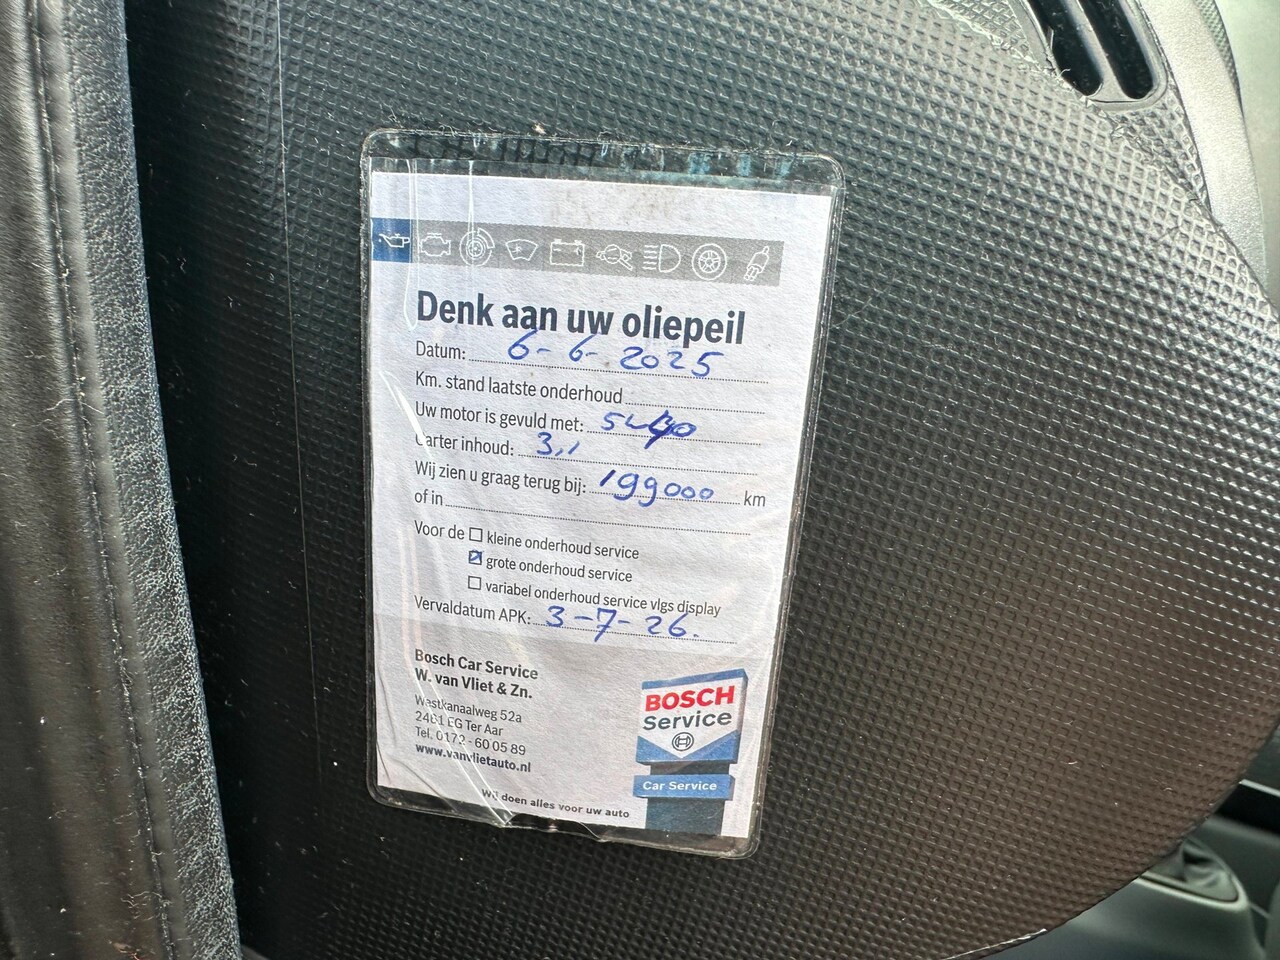 Denk aan uw oliepeil
Datum: 6-6-2025
Km. stand laatste onderhoud
Uw motor is gevuld met: 5w40
Carter inhoud: 3,1
Wij zien u graag terug bij: 199000 km
of in
Voor de kleine onderhoud service
grote onderhoud service
variabel onderhoud service vlgs display
Vervaldatum APK: 3-7-26.
Bosch Car Service
W. van Vliet & Zn.
Westkanaalweg 52a
2461 EG Ter Aar
Tel. 0172 - 60 05 89
www.vanvlietauto.nl
BOSCH
Service
Car Service
Wij doen alles voor uw auto